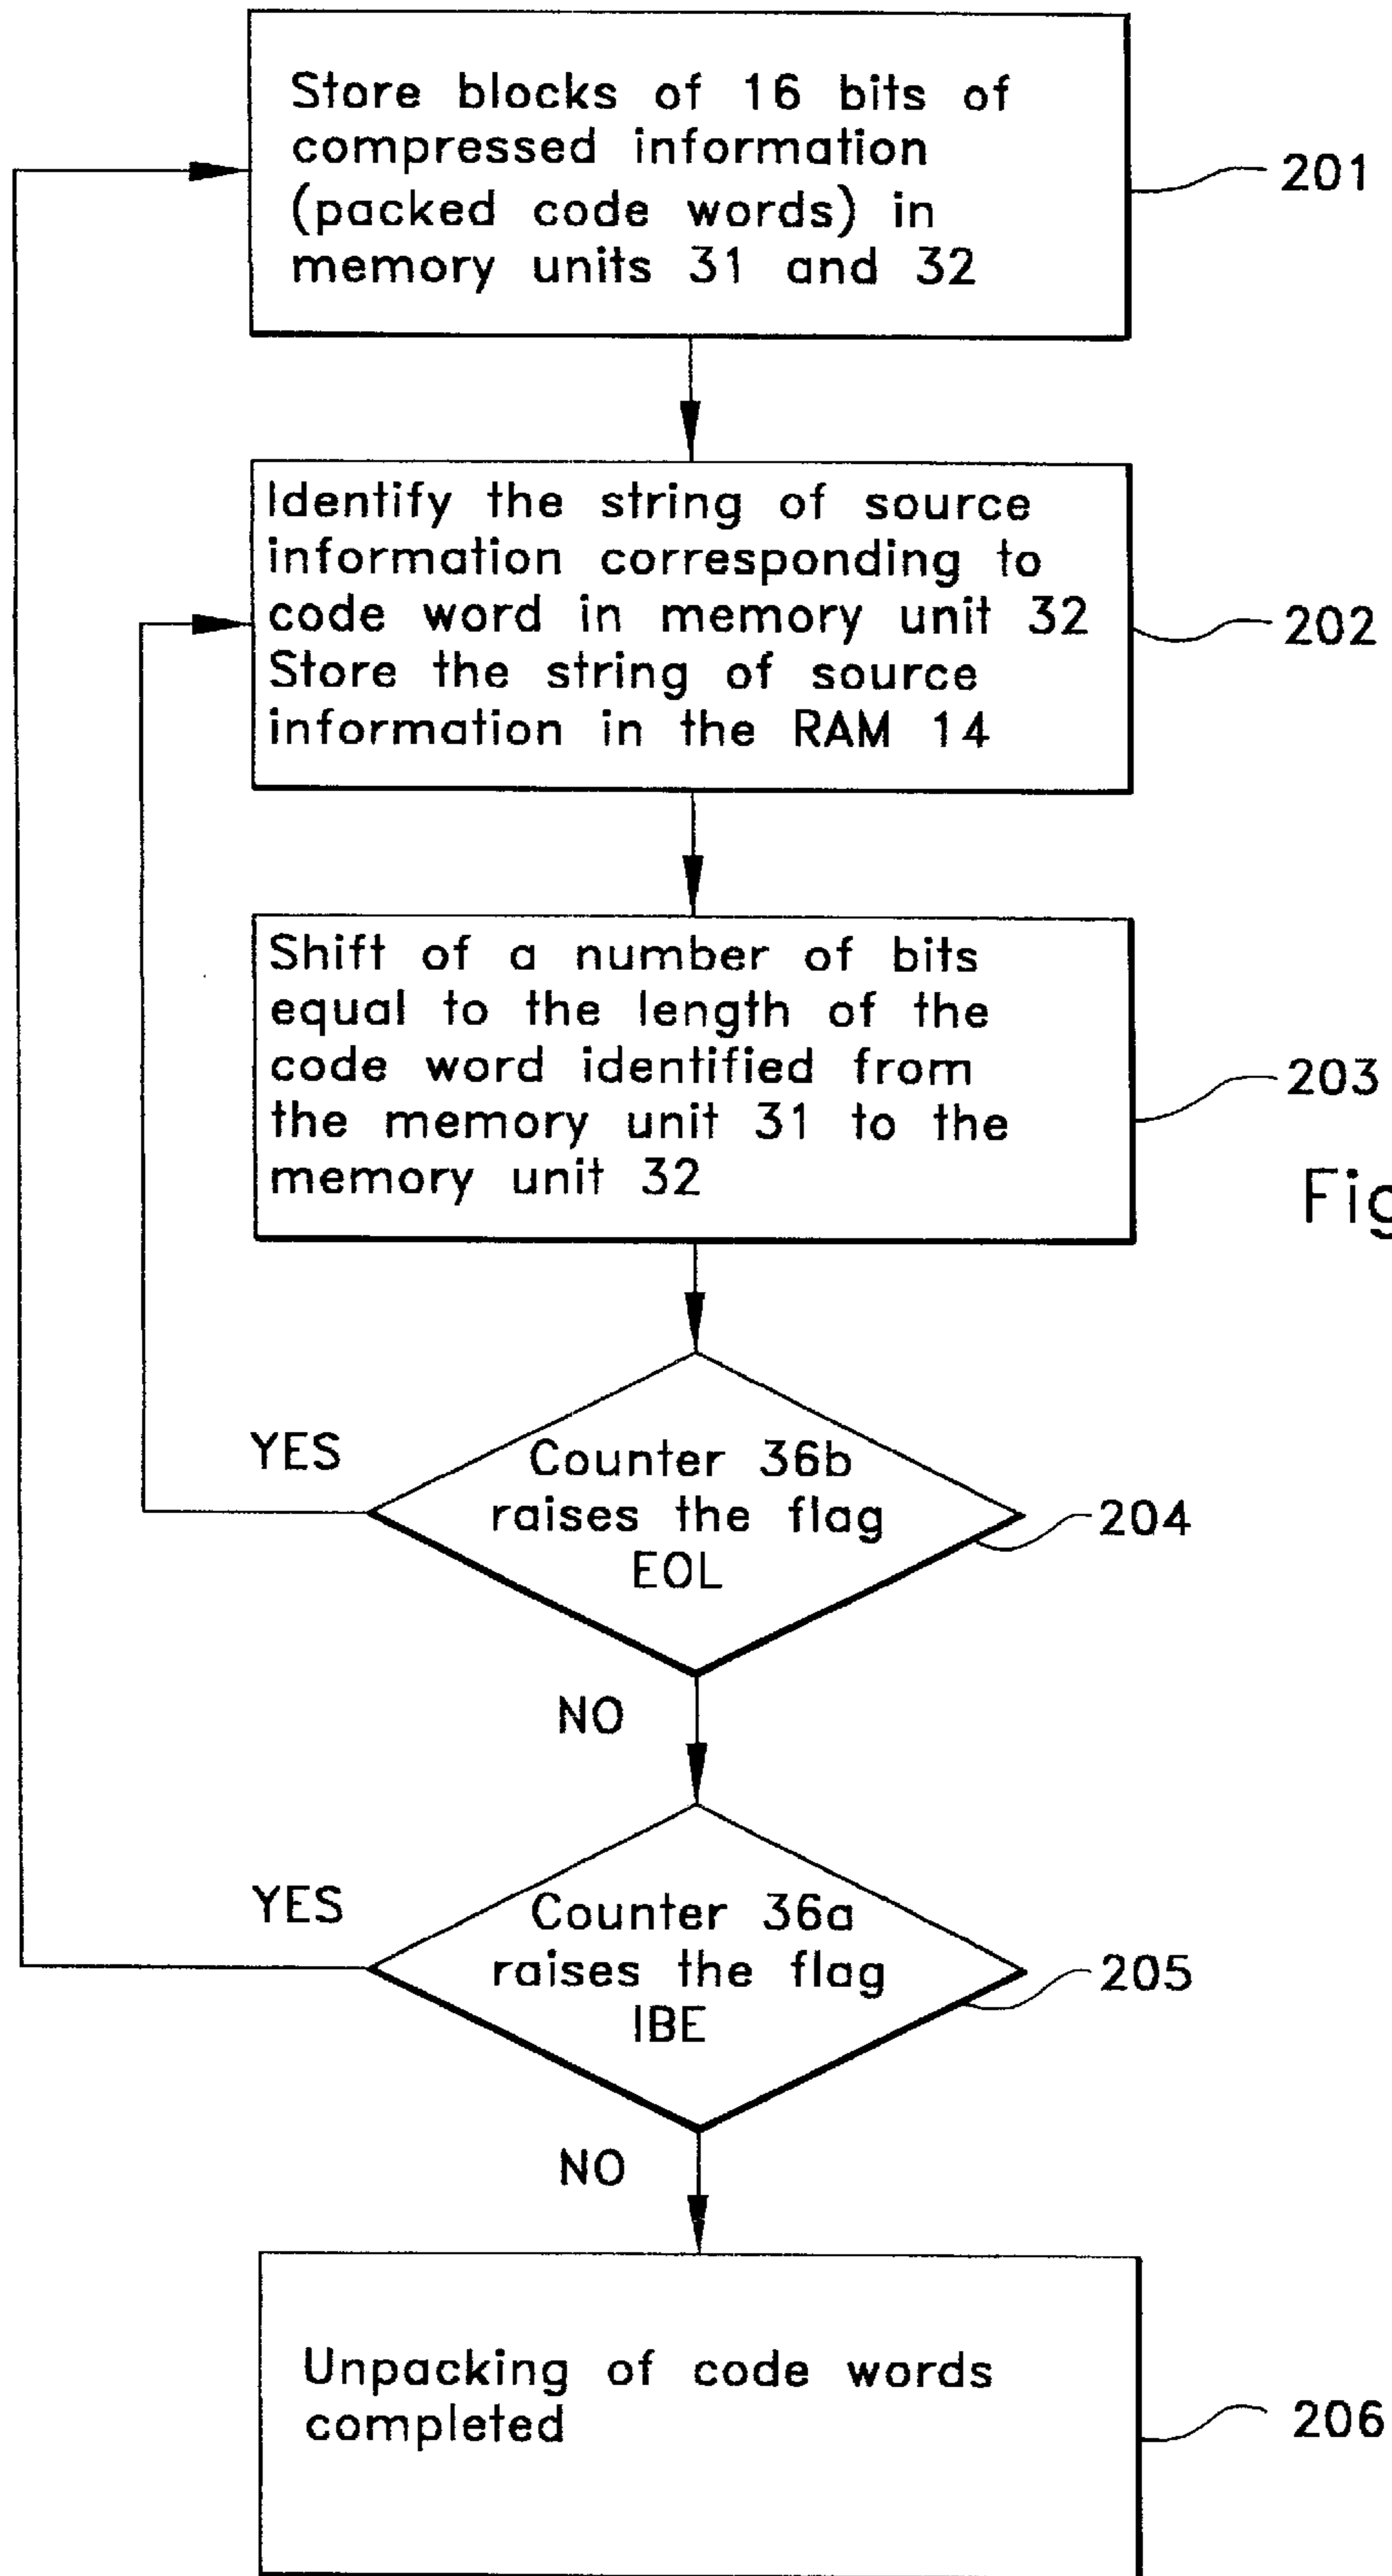 Store blocks of 16 bits of
compressed information
(packed code words) in
memory units 31 and 32
201
Identify the string of source
information corresponding to
code word in memory unit 32
Store the string of source
information in the RAM 14
202
Shift of a number of bits
equal to the length of the
code word identified from
the memory unit 31 to the
memory unit 32
203
Fig
YES
Counter 36b
raises the flag
EOL
204
NO
YES
Counter 36a
raises the flag
IBE
205
NO
Unpacking of code words
completed
206